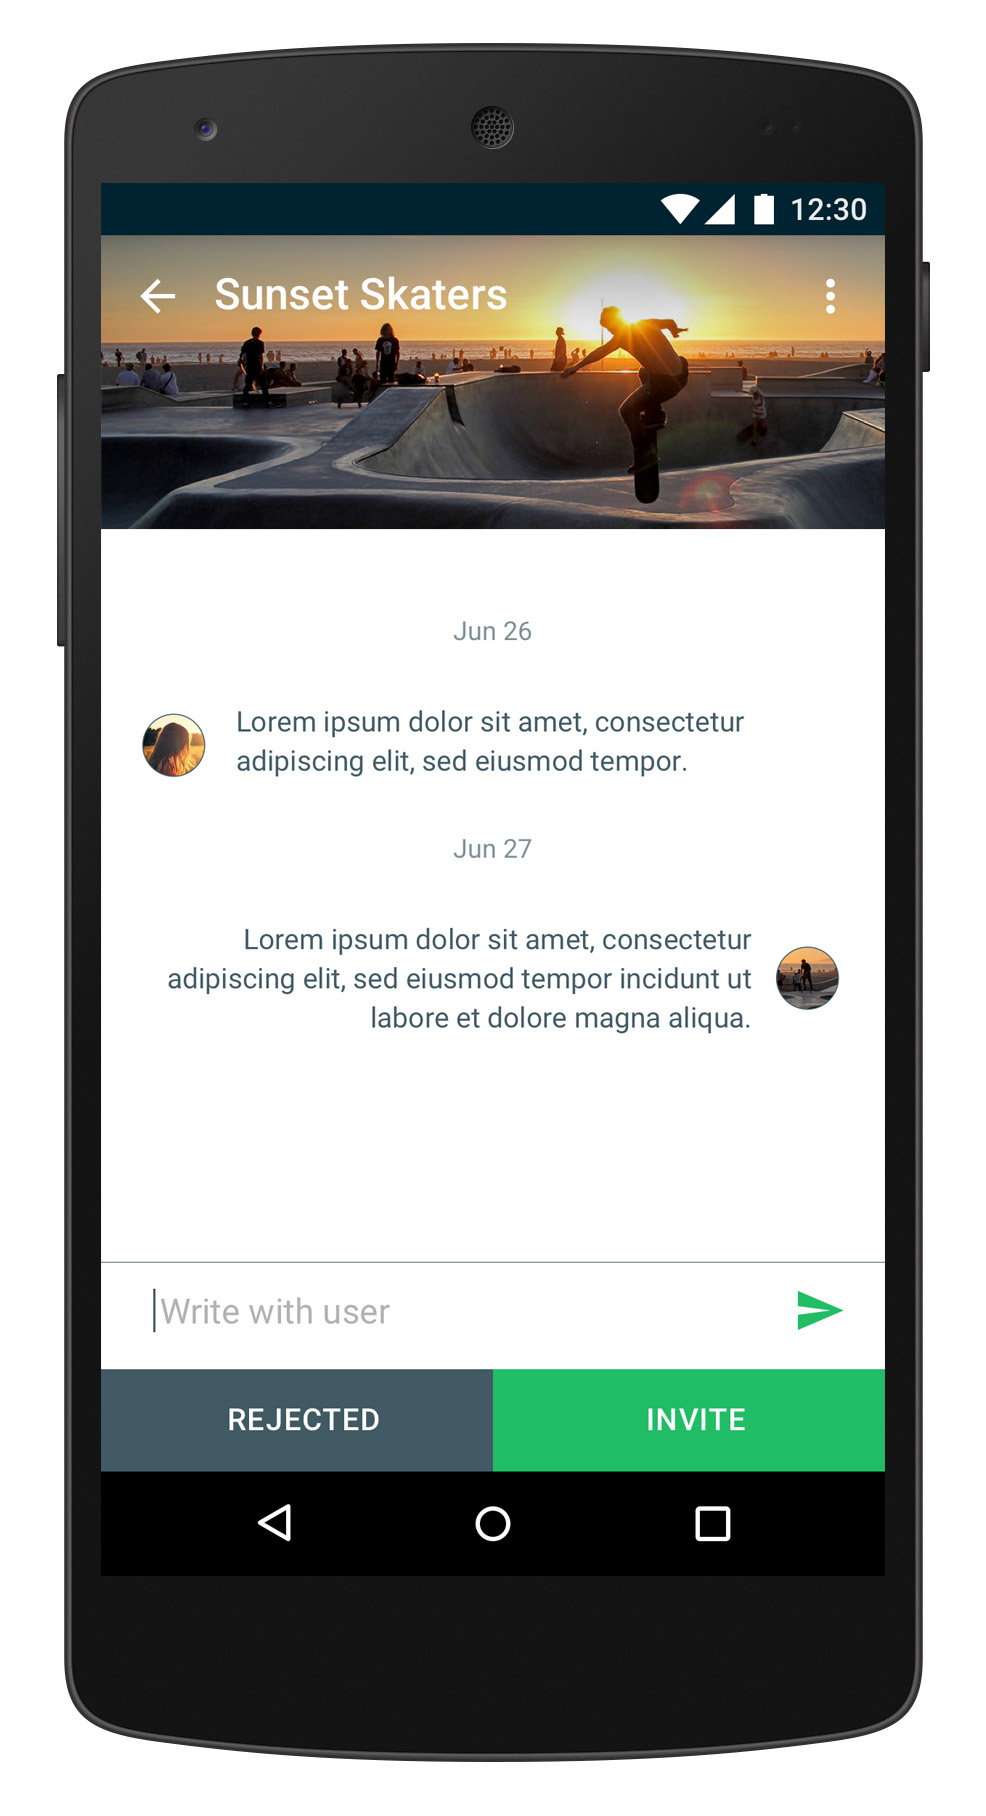 12:30
Sunset Skaters
Jun 26
Lorem ipsum dolor sit amet, consectetur
adipiscing elit, sed eiusmod tempor.
Jun 27
Lorem ipsum dolor sit amet, consectetur
adipiscing elit, sed eiusmod tempor incidunt ut
labore et dolore magna aliqua.
Write with user
REJECTED
INVITE